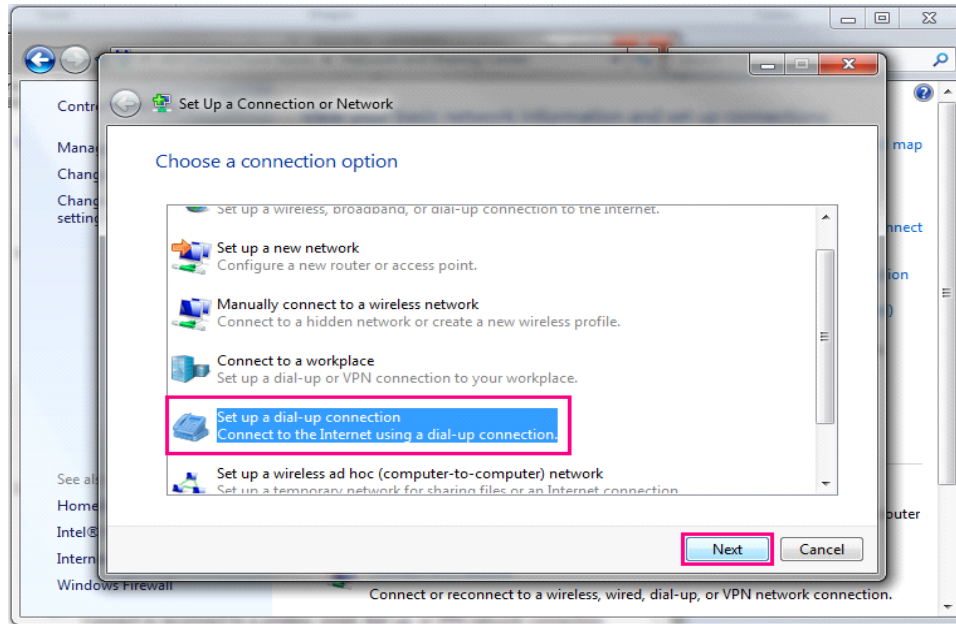 Set Up a Connection or Network
Choose a connection option
Set up a wireless, broadband, or dial-up connection to the Internet.
Set up a new network
Configure a new router or access point.
Manually connect to a wireless network
Connect to a hidden network or create a new wireless profile.
Connect to a workplace
Set up a dial-up or VPN connection to your workplace.
Set up a dial-up connection
Connect to the Internet using a dial-up connection.
Set up a wireless ad hoc (computer-to-computer) network
Set up a temporary network for sharing files or an Internet connection
Next
Cancel
Contr
Mana
Chang
Chang
setting
See als
Home
Intel®
Intern
Windows Firewall
map
nnect
ion
)
puter
Connect or reconnect to a wireless, wired, dial-up, or VPN network connection.